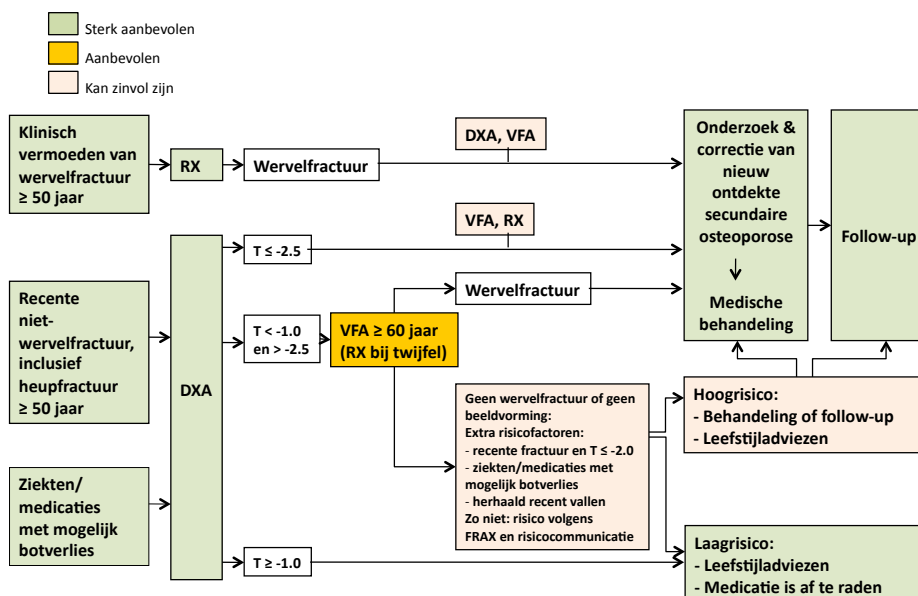 Sterk aanbevolen
Aanbevolen
Kan zinvol zijn
Klinisch
vermoeden van
wervelfractuur
≥ 50 jaar
RX
Wervelfractuur
DXA, VFA
Onderzoek &
correctie van
nieuw
ontdekte
secundaire
osteoporose
Medische
behandeling
Follow-up
Recente
niet-
wervelfractuur,
inclusief
heupfractuur
≥ 50 jaar
Ziekten/
medicaties
met mogelijk
botverlies
DXA
T ≤ -2.5
VFA, RX
T < -1.0
en > -2.5
VFA ≥ 60 jaar
(RX bij twijfel)
Wervelfractuur
Geen wervelfractuur of geen
beeldvorming:
Extra risicofactoren:
- recente fractuur en T ≤ -2.0
- ziekten/medicaties met
mogelijk botverlies
- herhaald recent vallen
Zo niet: risico volgens
FRAX en risicocommunicatie
Hoogrisico:
- Behandeling of follow-up
- Leefstijladviezen
T ≥ -1.0
Laagrisico:
- Leefstijladviezen
- Medicatie is af te raden